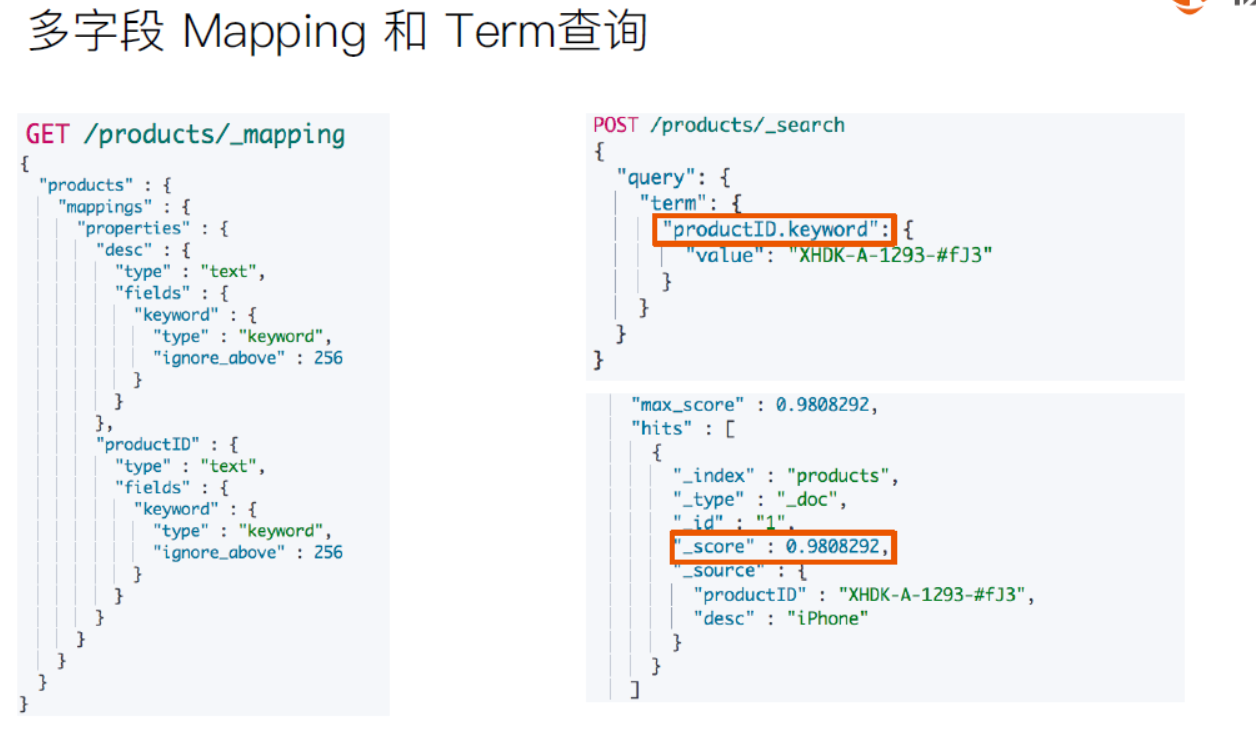 多字段 Mapping 和 Term查询
GET /products/_mapping
{
"products" : {
"mappings" : {
"properties" : {
"desc" : {
"type" : "text",
"fields" : {
"keyword" : {
"type" : "keyword",
"ignore_above" : 256
}
}
},
"productID" : {
"type" : "text",
"fields" : {
"keyword" : {
"type" : "keyword",
"ignore_above" : 256
}
}
}
}
}
}
}
POST /products/_search
{
"query": {
"term": {
"productID.keyword": {
"value": "XHDK-A-1293-#fJ3"
}
}
}
}
"max_score" : 0.9808292,
"hits" : [
{
"_index" : "products",
"_type" : "_doc",
"_id" : "1",
"_score" : 0.9808292,
"_source" : {
"productID" : "XHDK-A-1293-#fJ3",
"desc" : "iPhone"
}
}
]